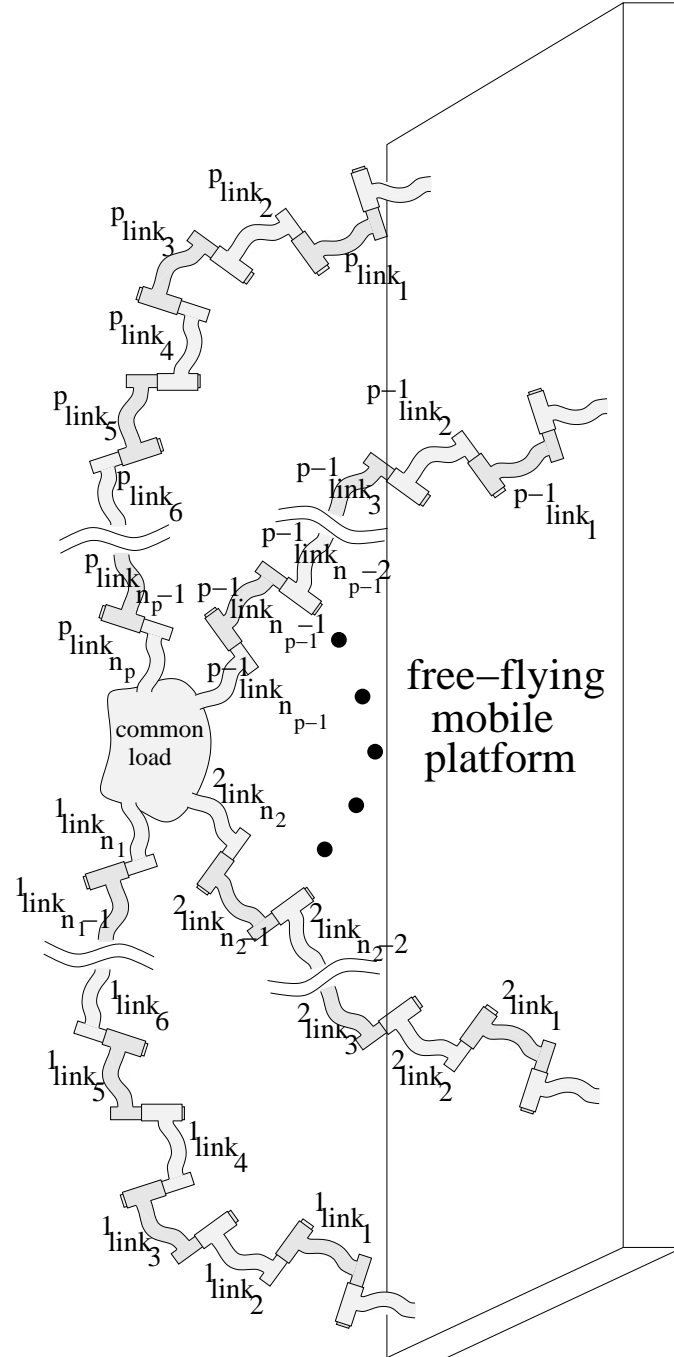 p link 2
p link 3
p link 1
p link 4
p−1 link 2
p link 5
p−1 link 3
p link 6
p−1 link 1
p−1 link n p−1 −2
p link n p −1
p−1 link n p−1 −1
p link n p
p−1 link n p−1
free−flying
mobile
platform
common
load
2 link n 2
1 link n 1
1 link n 1 −1
2 link n 2 −1
2 link n 2 −2
1 link 6
2 link 1
2 link 3
1 link 5
2 link 2
1 link 4
1 link 1
1 link 3
1 link 2